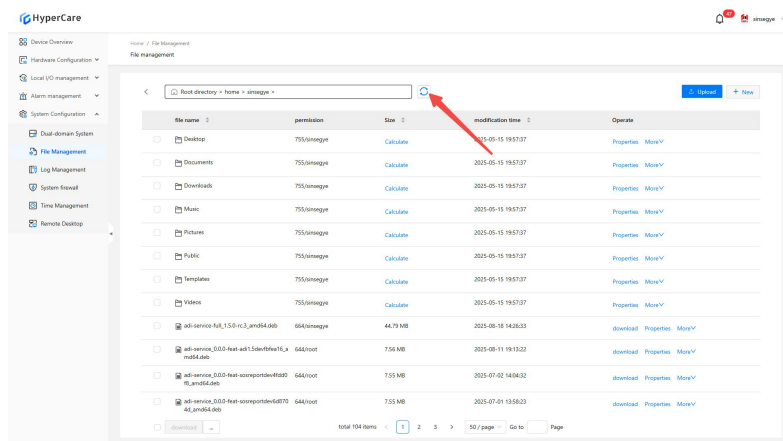 HyperCare
47
sinsegye
Device Overview
Hardware Configuration
Local I/O management
Alarm management
System Configuration
Dual-domain System
File Management
Log Management
System firewall
Time Management
Remote Desktop
Home / File Management
File management
Root directory > home > sinsegye >
Upload
+ New
file name permission Size modification time Operate
Desktop 755/sinsegye Calculate 2025-05-15 19:57:37 Properties More
Documents 755/sinsegye Calculate 2025-05-15 19:57:37 Properties More
Downloads 755/sinsegye Calculate 2025-05-15 19:57:37 Properties More
Music 755/sinsegye Calculate 2025-05-15 19:57:37 Properties More
Pictures 755/sinsegye Calculate 2025-05-15 19:57:37 Properties More
Public 755/sinsegye Calculate 2025-05-15 19:57:37 Properties More
Templates 755/sinsegye Calculate 2025-05-15 19:57:37 Properties More
Videos 755/sinsegye Calculate 2025-05-15 19:57:37 Properties More
adi-service-full_1.5.0-rc.3_amd64.deb 664/sinsegye 44.79 MB 2025-08-18 14:26:33 download Properties More
adi-service_0.0.0-feat-adi1.5devfbfea16_a 644/root 7.56 MB 2025-08-11 19:13:22 download Properties More
md64.deb
adi-service_0.0.0-feat-sosreportdev4fdd0 644/root 7.55 MB 2025-07-02 14:04:32 download Properties More
f6_amd64.deb
adi-service_0.0.0-feat-sosreportdev6d870 644/root 7.55 MB 2025-07-01 13:58:23 download Properties More
4d_amd64.deb
download ... total 104 items < 1 2 3 > 50 / page Go to Page